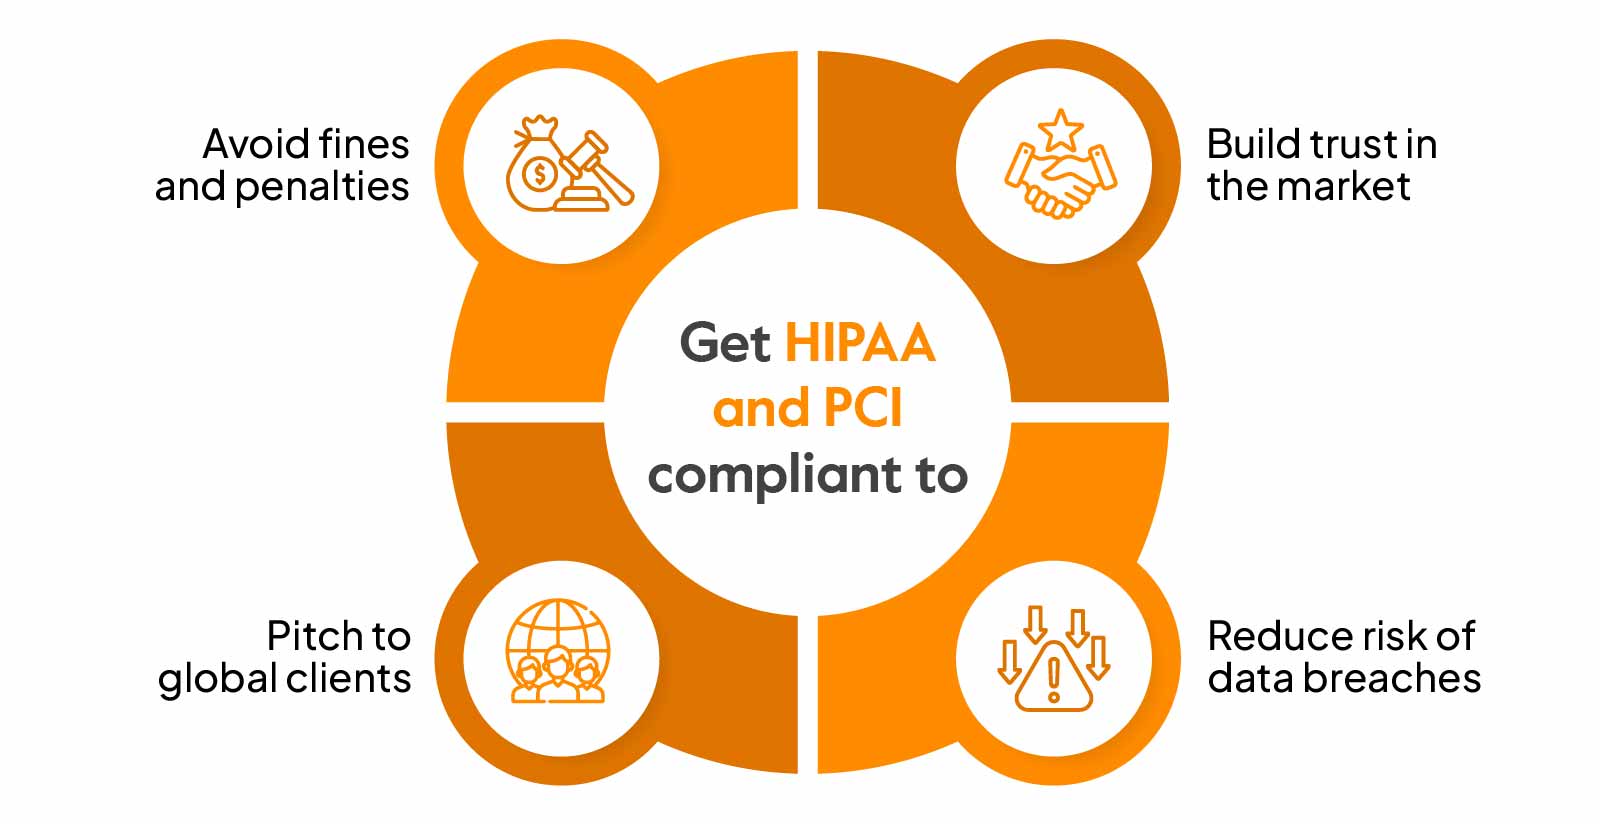 Avoid fines
and penalties
Build trust in
the market
Get HIPAA
and PCI
compliant to
Pitch to
global clients
Reduce risk of
data breaches
$